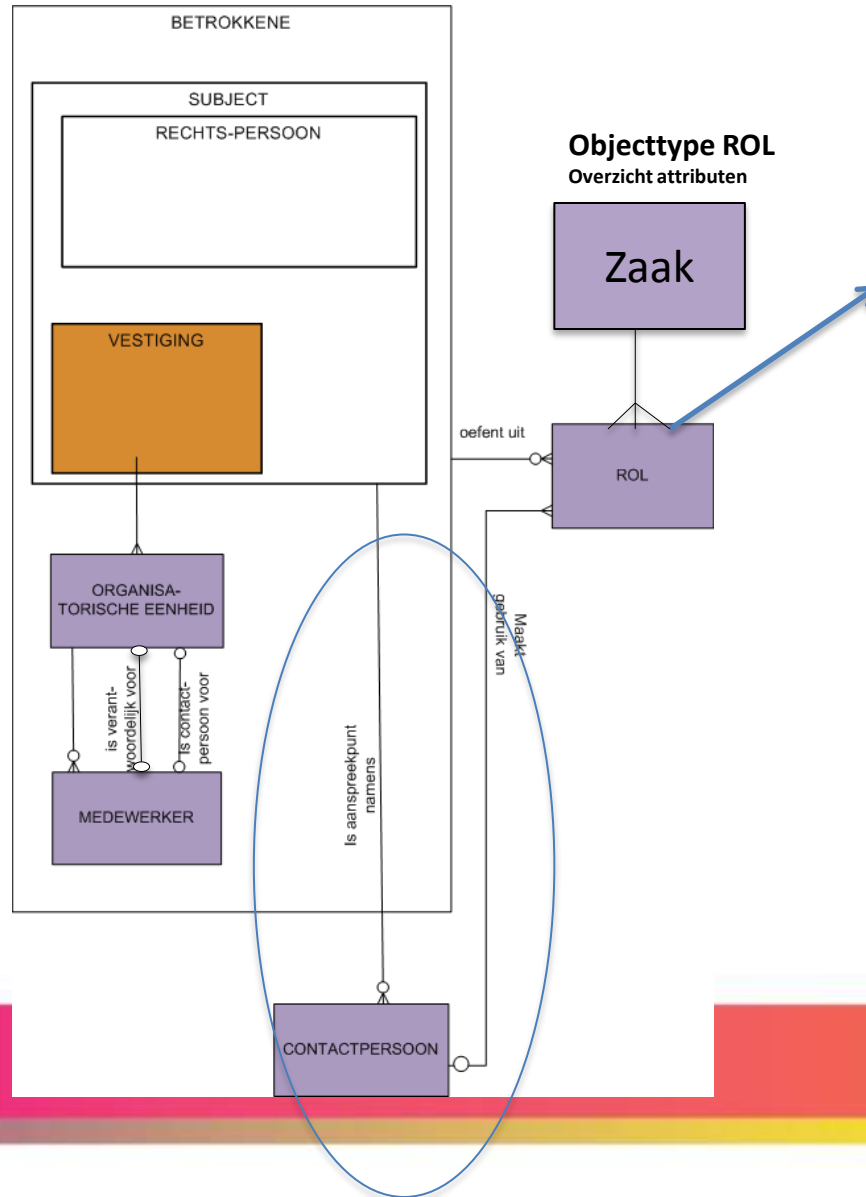 BETROKKENE
SUBJECT
RECHTS-PERSOON
Objecttype ROL
Overzicht attributen
Zaak
VESTIGING
oefent uit
ROL
ORGANISA-
TORISCHE EENHEID
Maakt
gebruik van
is verant-
woordelijk voor
Is contact-
persoon voor
MEDEWERKER
Is aanspreekpunt
namens
CONTACTPERSOON